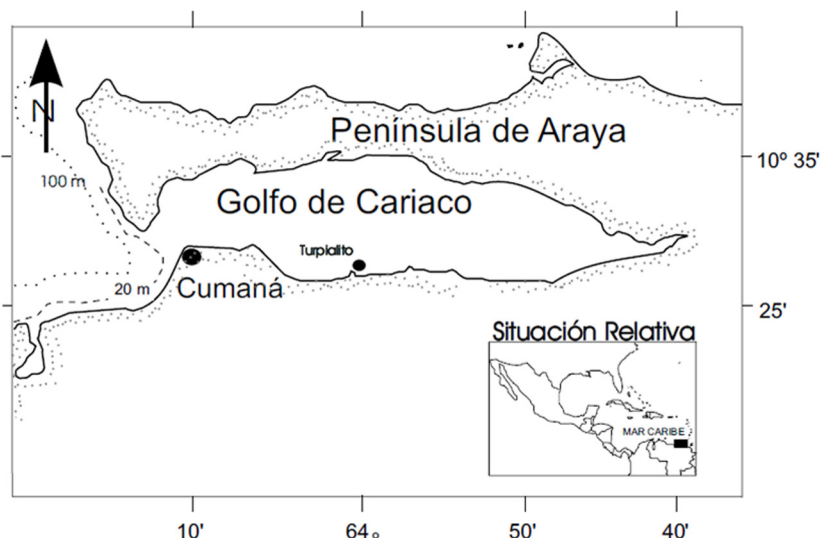 N
Península de Araya
10º 35'
100 m
Golfo de Cariaco
Turpialito
20 m
Cumaná
25'
Situación Relativa
MAR CARIBE
10'
64º
50'
40'